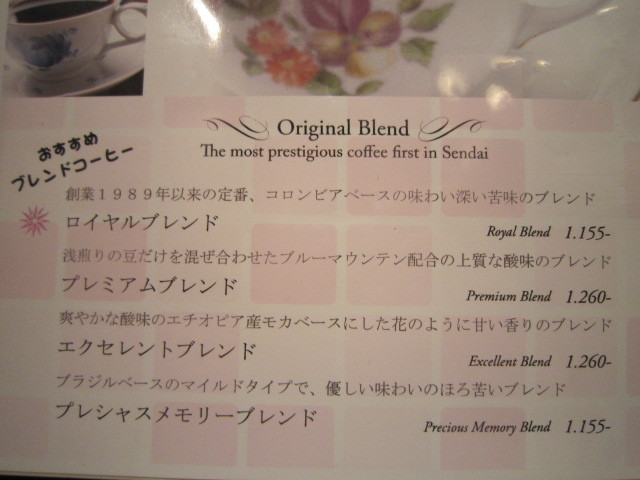 Original Blend
The most prestigious coffee first in Sendai
おすすめ
ブレンドコーヒー
創業１９８９年以来の定番、コロンビアベースの味わい深い苦味のブレンド
ロイヤルブレンド Royal Blend 1.155-
浅煎りの豆だけを混ぜ合わせたブルーマウンテン配合の上質な酸味のブレンド
プレミアムブレンド Premium Blend 1.260-
爽やかな酸味のエチオピア産モカベースにした花のように甘い香りのブレンド
エクセレントブレンド Excellent Blend 1.260-
ブラジルベースのマイルドタイプで、優しい味わいのほろ苦いブレンド
プレシャスメモリーブレンド Precious Memory Blend 1.155-